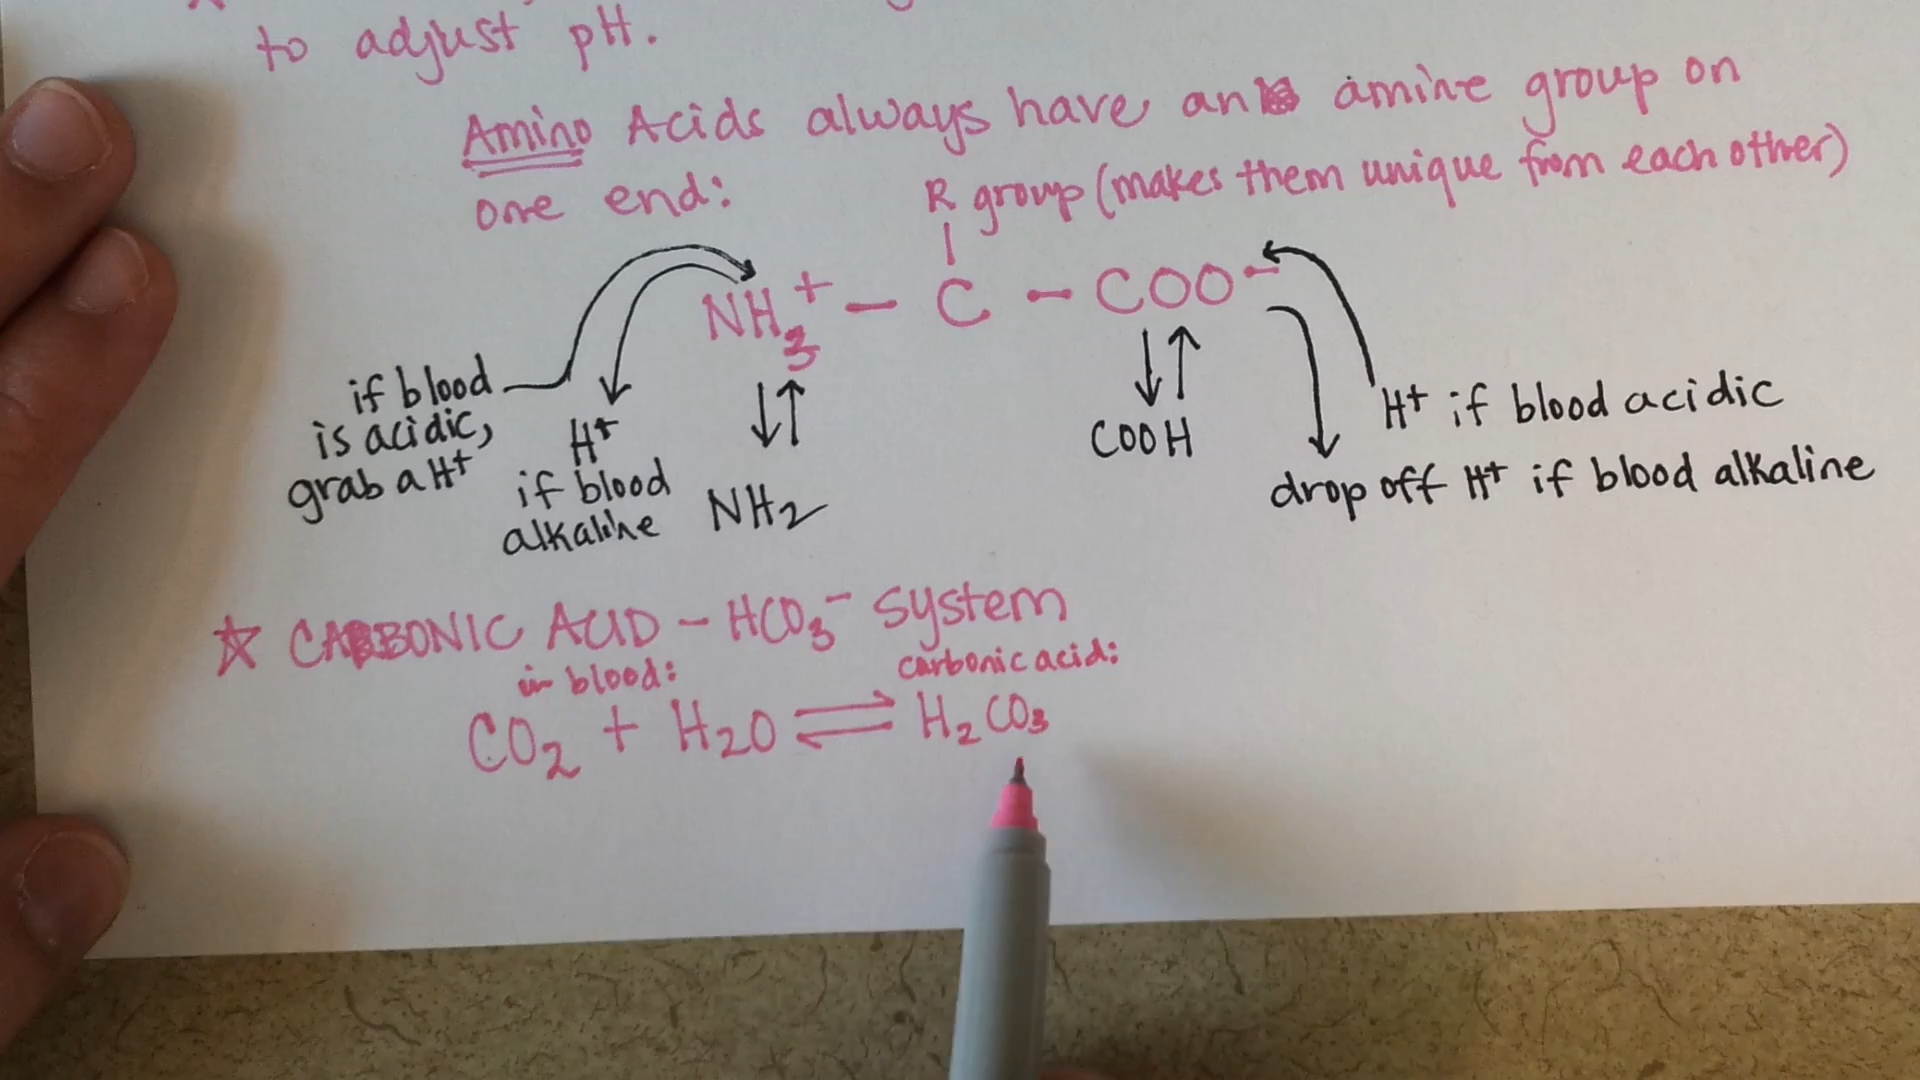 to adjust pH.
Amino Acids always have an amine group on
one end:
R group (makes them unique from each other)
NH3+ – C – COO-
if blood
is acidic,
grab a H+
H+
if blood
alkaline
NH2
COOH
H+ if blood acidic
drop off H+ if blood alkaline
☆ CARBONIC ACID – HCO3- system
in blood:
carbonic acid:
CO2 + H2O ⇌ H2CO3